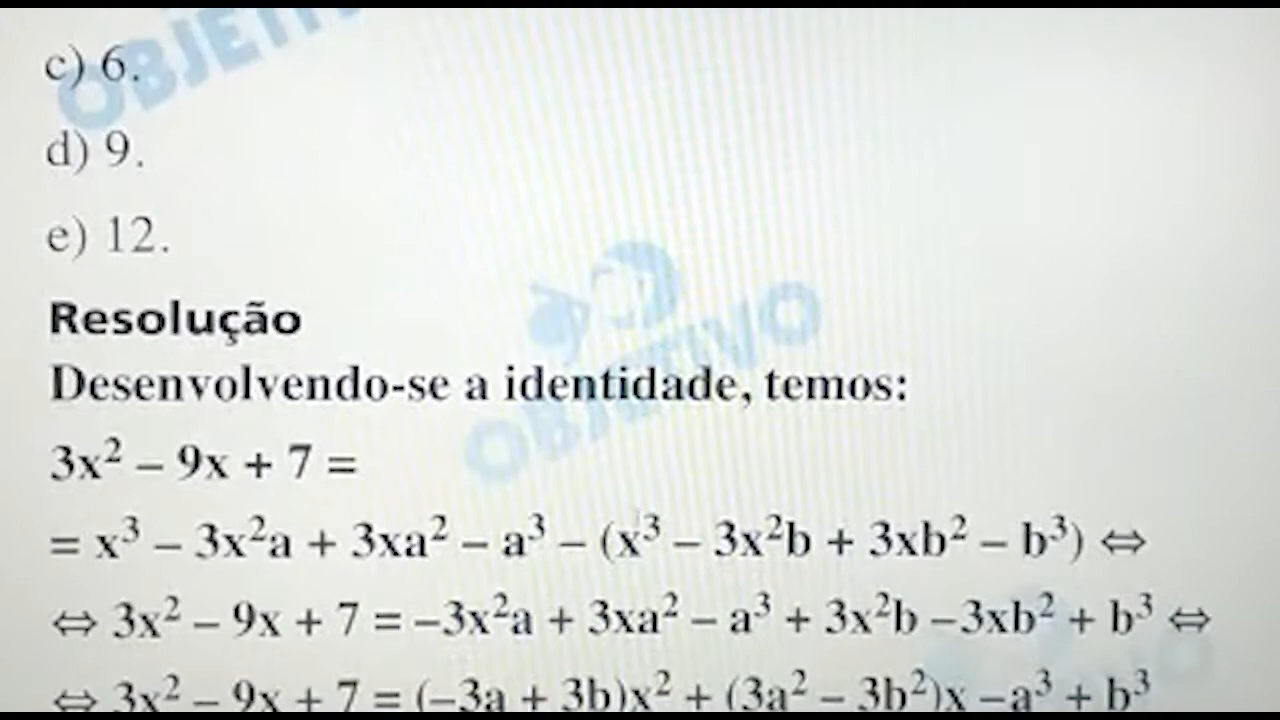 OBJETIV
c) 6.
d) 9.
e) 12.
OBJETIVO
Resolução
Desenvolvendo-se a identidade, temos:
3x² – 9x + 7 =
= x³ – 3x²a + 3xa² – a³ – (x³ – 3x²b + 3xb² – b³) ⇔
⇔ 3x² – 9x + 7 = –3x²a + 3xa² – a³ + 3x²b –3xb² + b³ ⇔
⇔ 3x² – 9x + 7 = (–3a + 3b)x² + (3a² – 3b²)x –a³ + b³